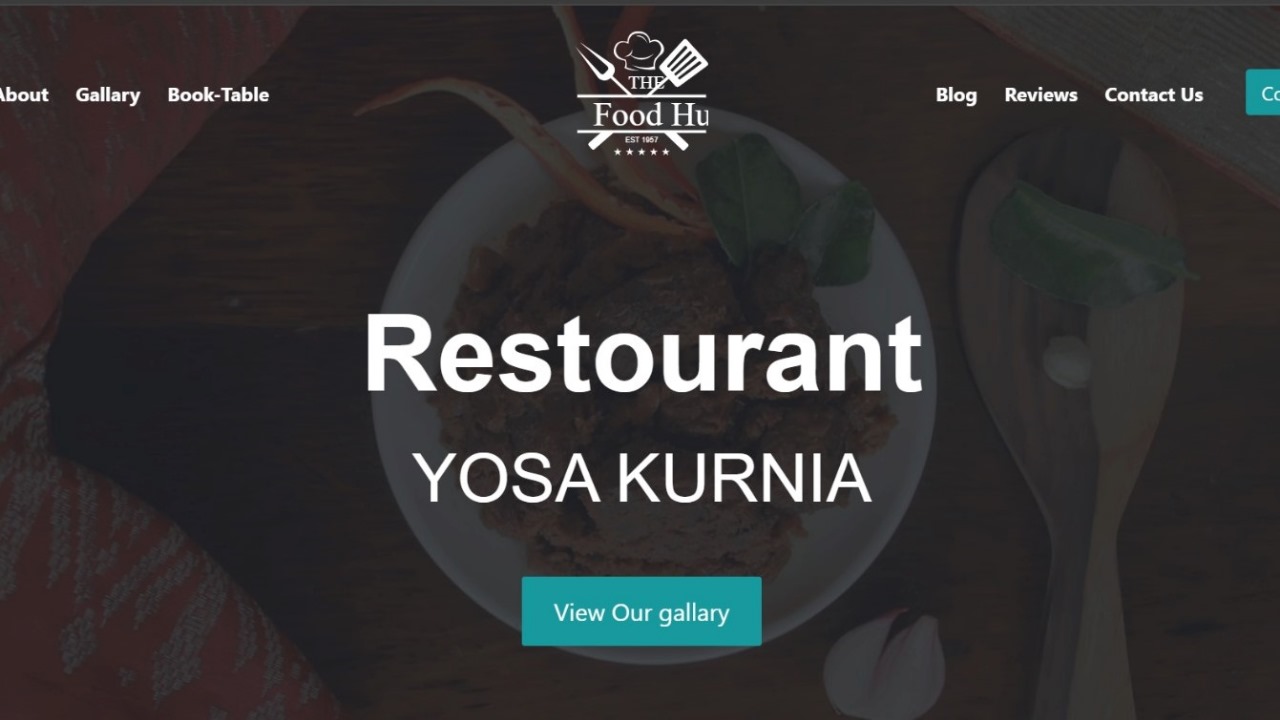 About Gallary Book-Table
THE
Food Hu
EST 1957
Blog Reviews Contact Us
Co
Restourant
YOSA KURNIA
View Our gallary